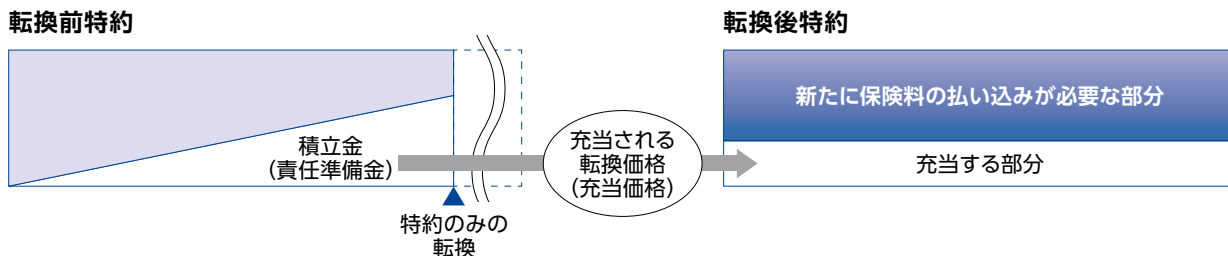 転換前特約
転換後特約
新たに保険料の払い込みが必要な部分
積立金
(責任準備金)
充当される
転換価格
(充当価格)
充当する部分
特約のみの
転換